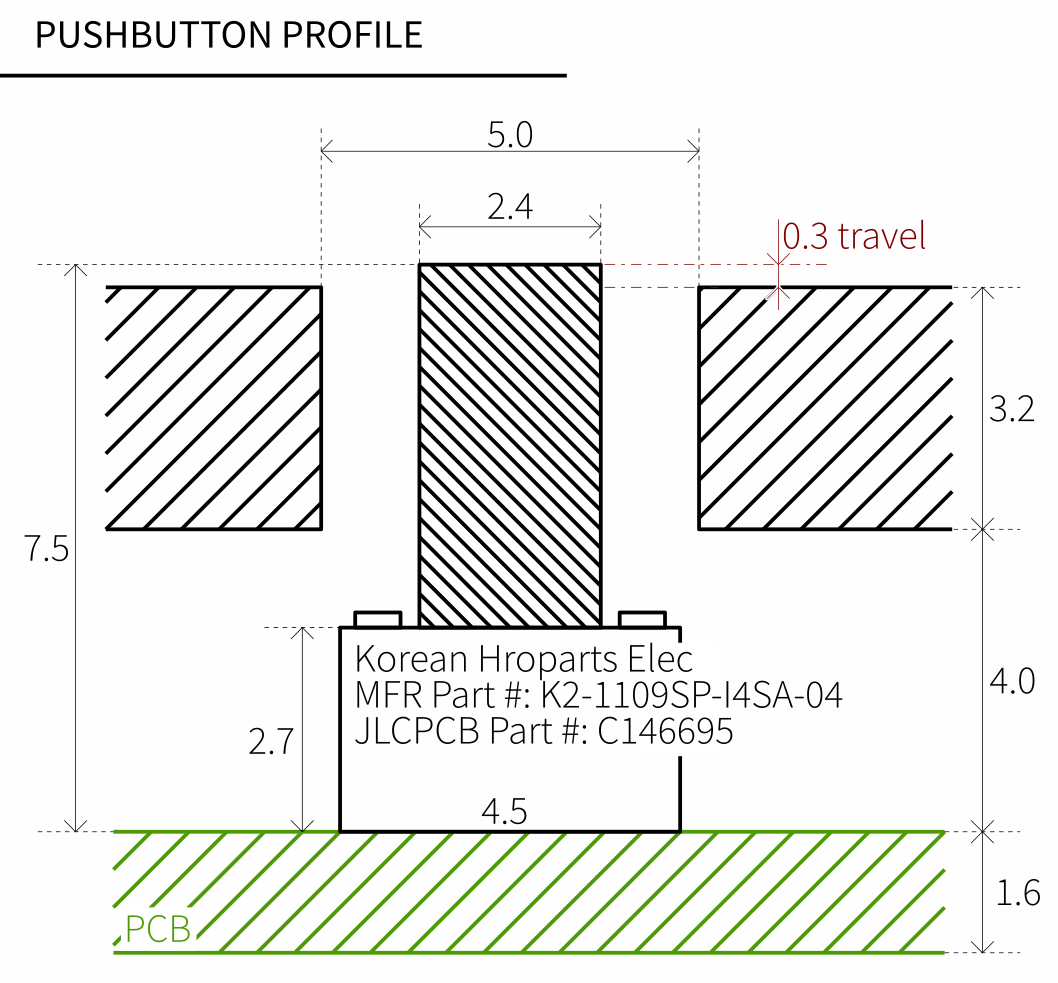 PUSHBUTTON PROFILE
5.0
2.4
0.3 travel
3.2
7.5
Korean Hroparts Elec
MFR Part #: K2-1109SP-I4SA-04
JLCPCB Part #: C146695
4.0
2.7
4.5
1.6
PCB